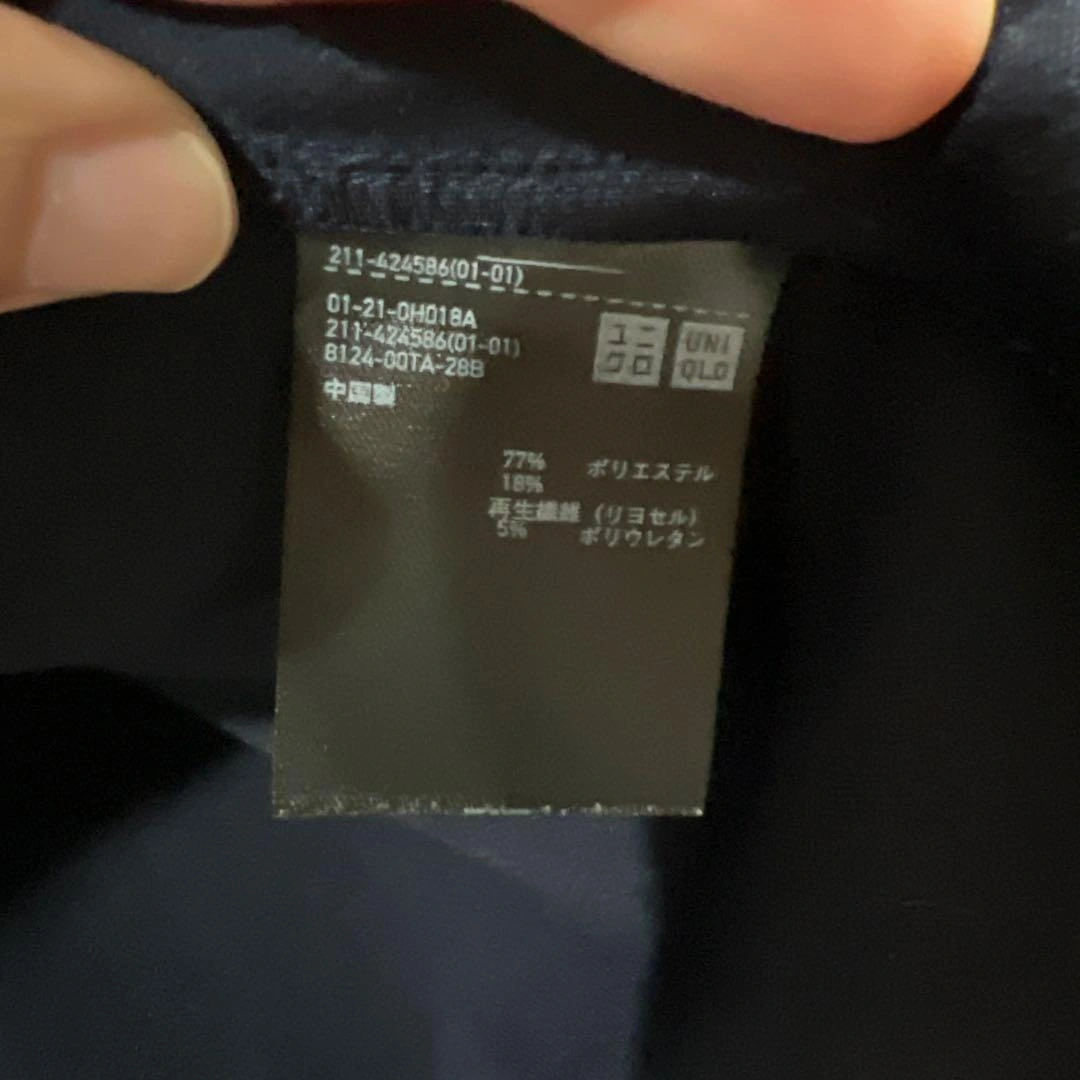 211-424586(01-01)
01-21-0H018A
211-424586(01-01)
8124-00TA-28B
中国製
ユニ
クロ
UNI
QLO
77% ポリエステル
18%
再生繊維 (リヨセル)
5% ポリウレタン